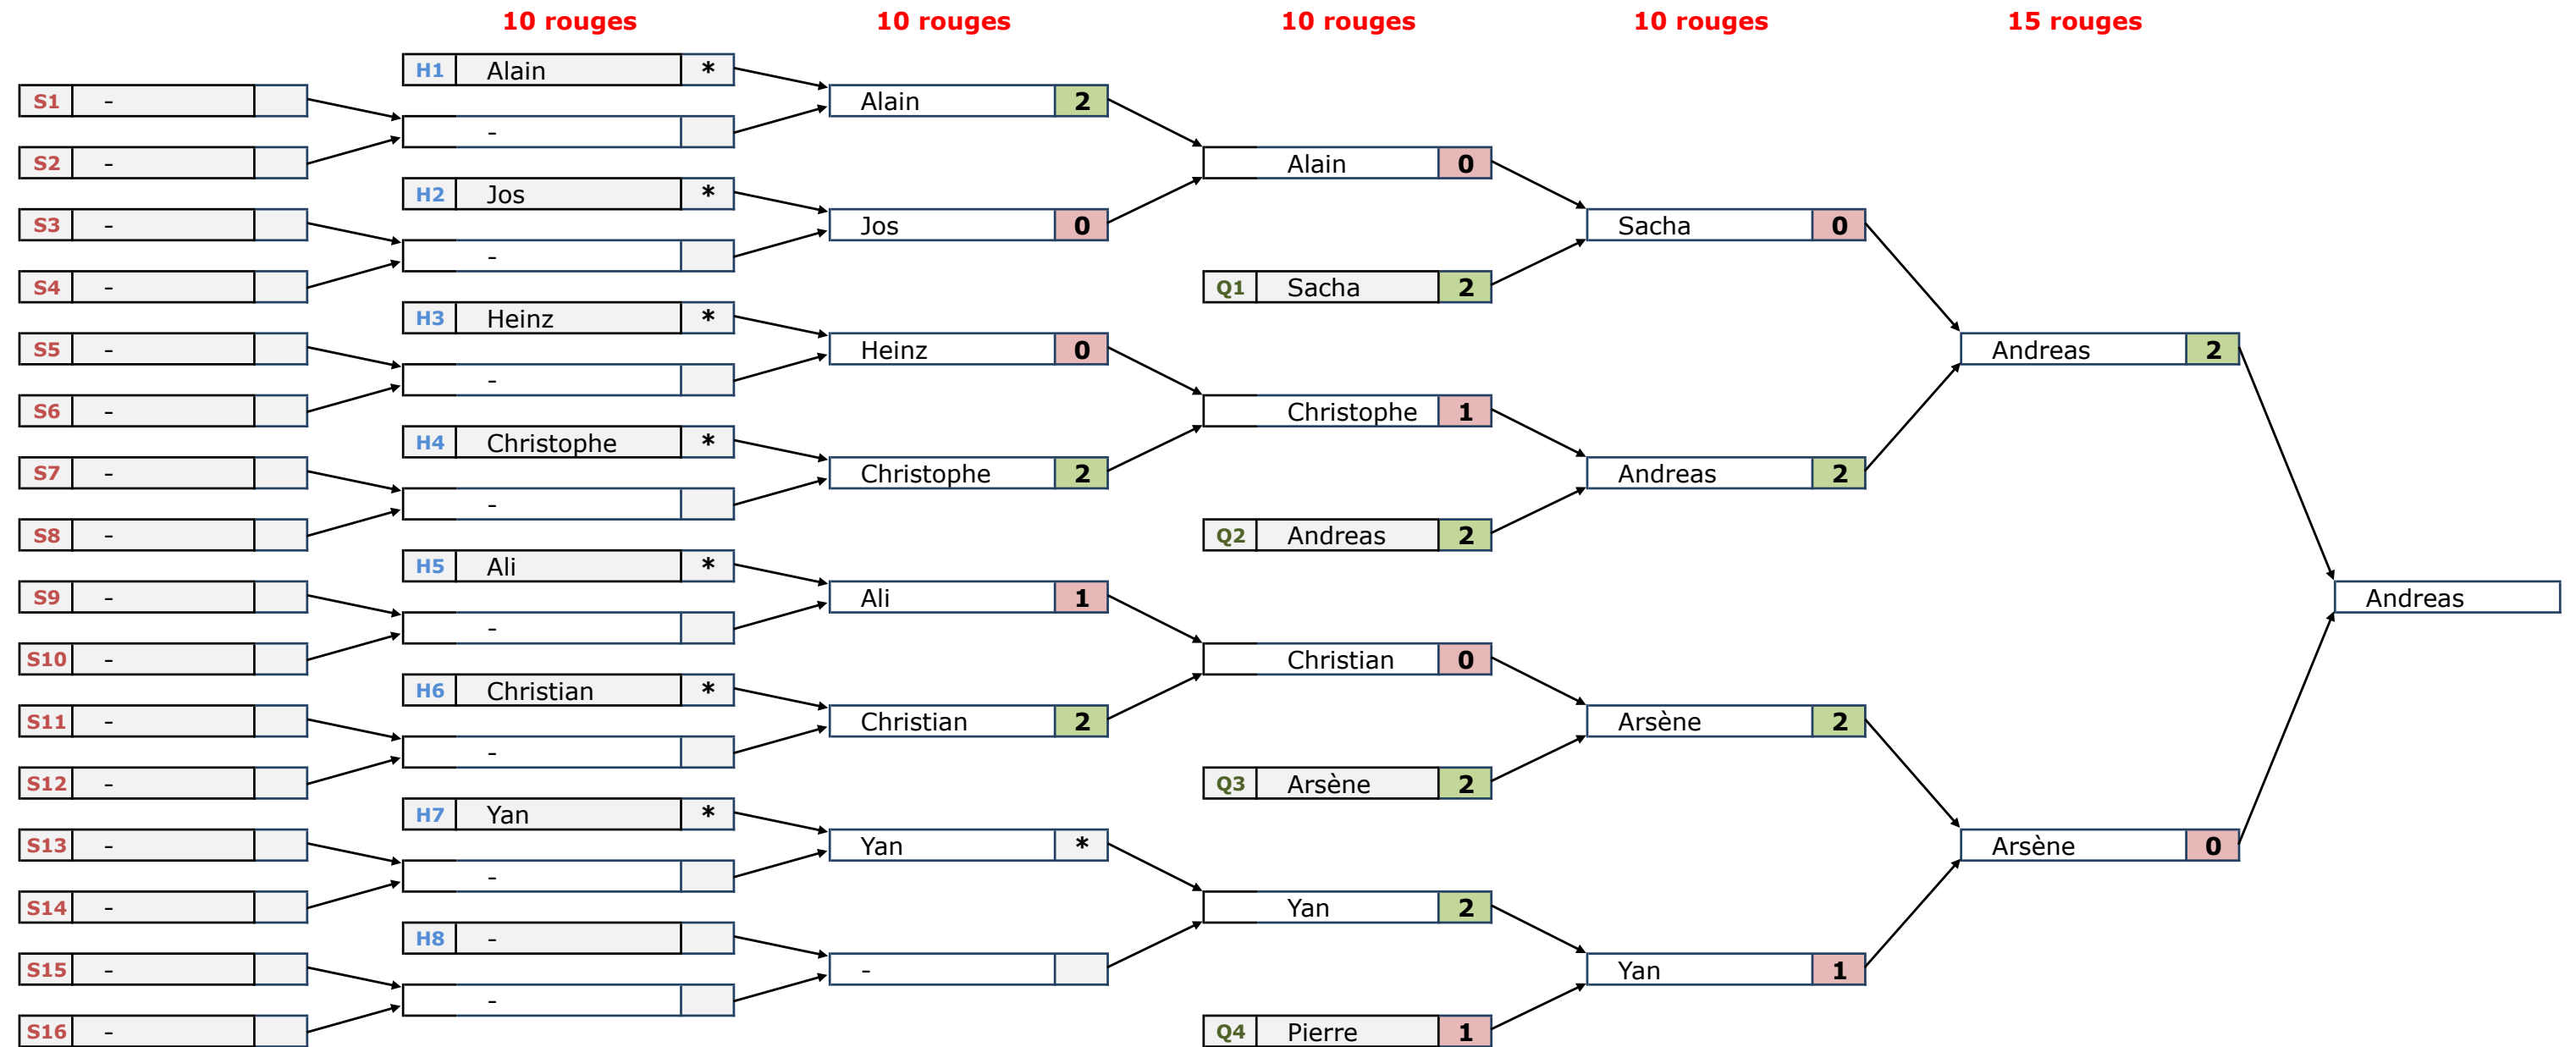 10 rouges 10 rouges 10 rouges 10 rouges 15 rouges
H1 Alain *
S1 - Alain 2
-
S2 - Alain 0
H2 Jos *
S3 - Jos 0 Sacha 0
-
S4 - Q1 Sacha 2
H3 Heinz *
S5 - Heinz 0 Andreas 2
-
S6 - Christophe 1
H4 Christophe *
S7 - Christophe 2 Andreas 2
-
S8 - Q2 Andreas 2
H5 Ali *
S9 - Ali 1 Andreas
-
S10 - Christian 0
H6 Christian *
S11 - Christian 2 Arsène 2
-
S12 - Q3 Arsène 2
H7 Yan *
S13 - Yan * Arsène 0
-
S14 - Yan 2
H8 -
S15 - - Yan 1
-
S16 - Q4 Pierre 1